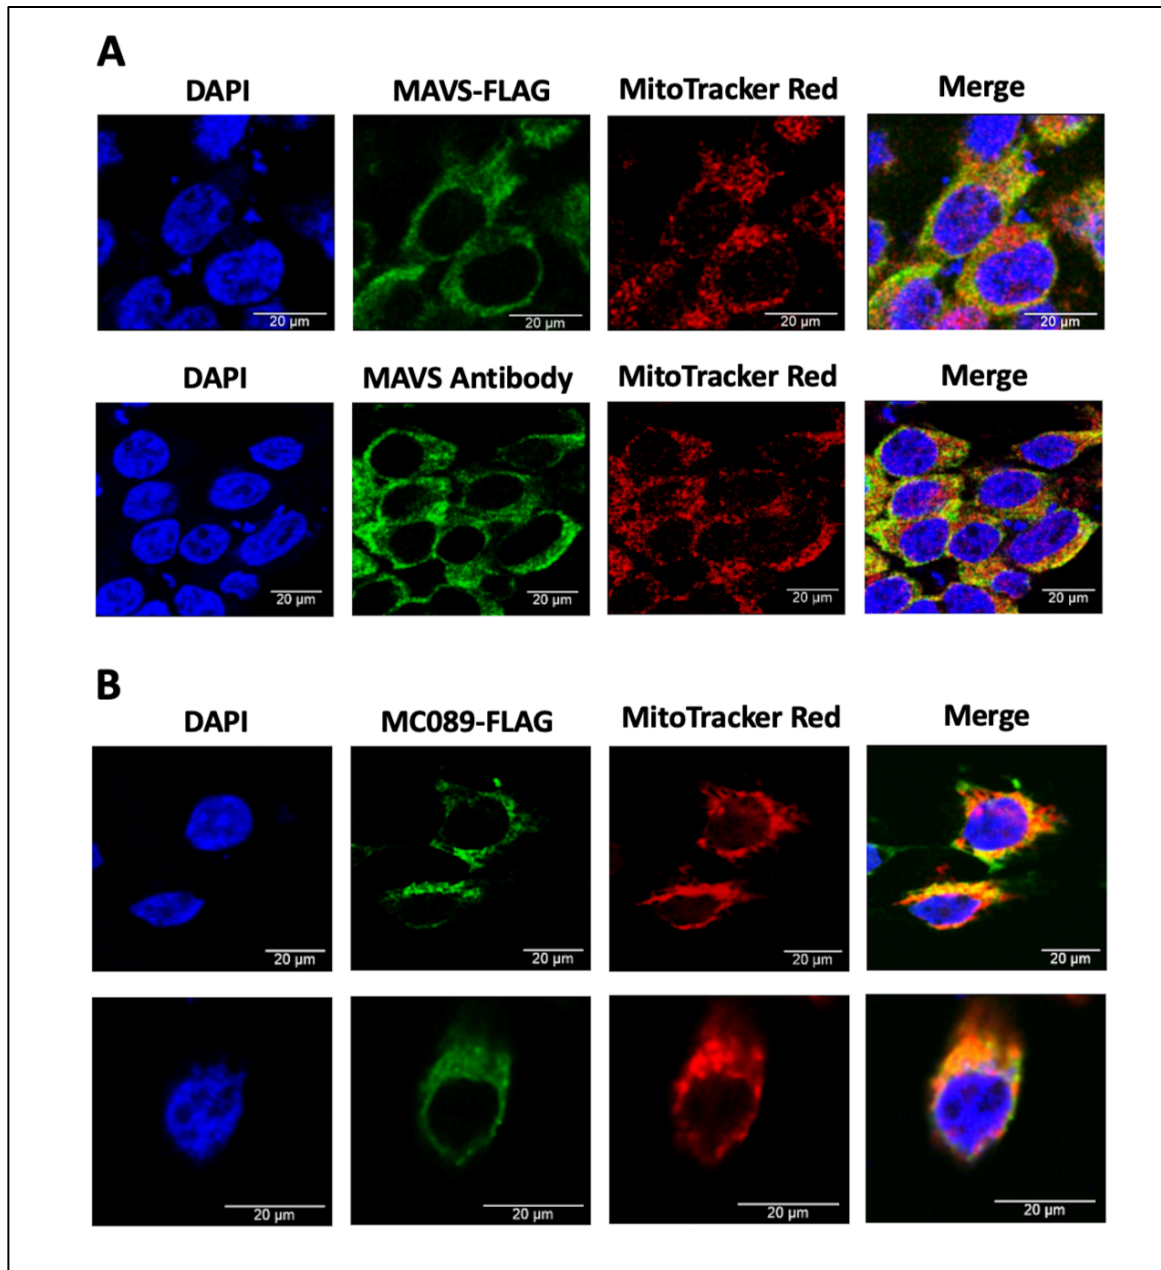 A
DAPI MAVS-FLAG MitoTracker Red Merge
20 µm 20 µm 20 µm 20 µm
DAPI MAVS Antibody MitoTracker Red Merge
20 µm 20 µm 20 µm 20 µm
B
DAPI MC089-FLAG MitoTracker Red Merge
20 µm 20 µm 20 µm 20 µm
20 µm 20 µm 20 µm 20 µm